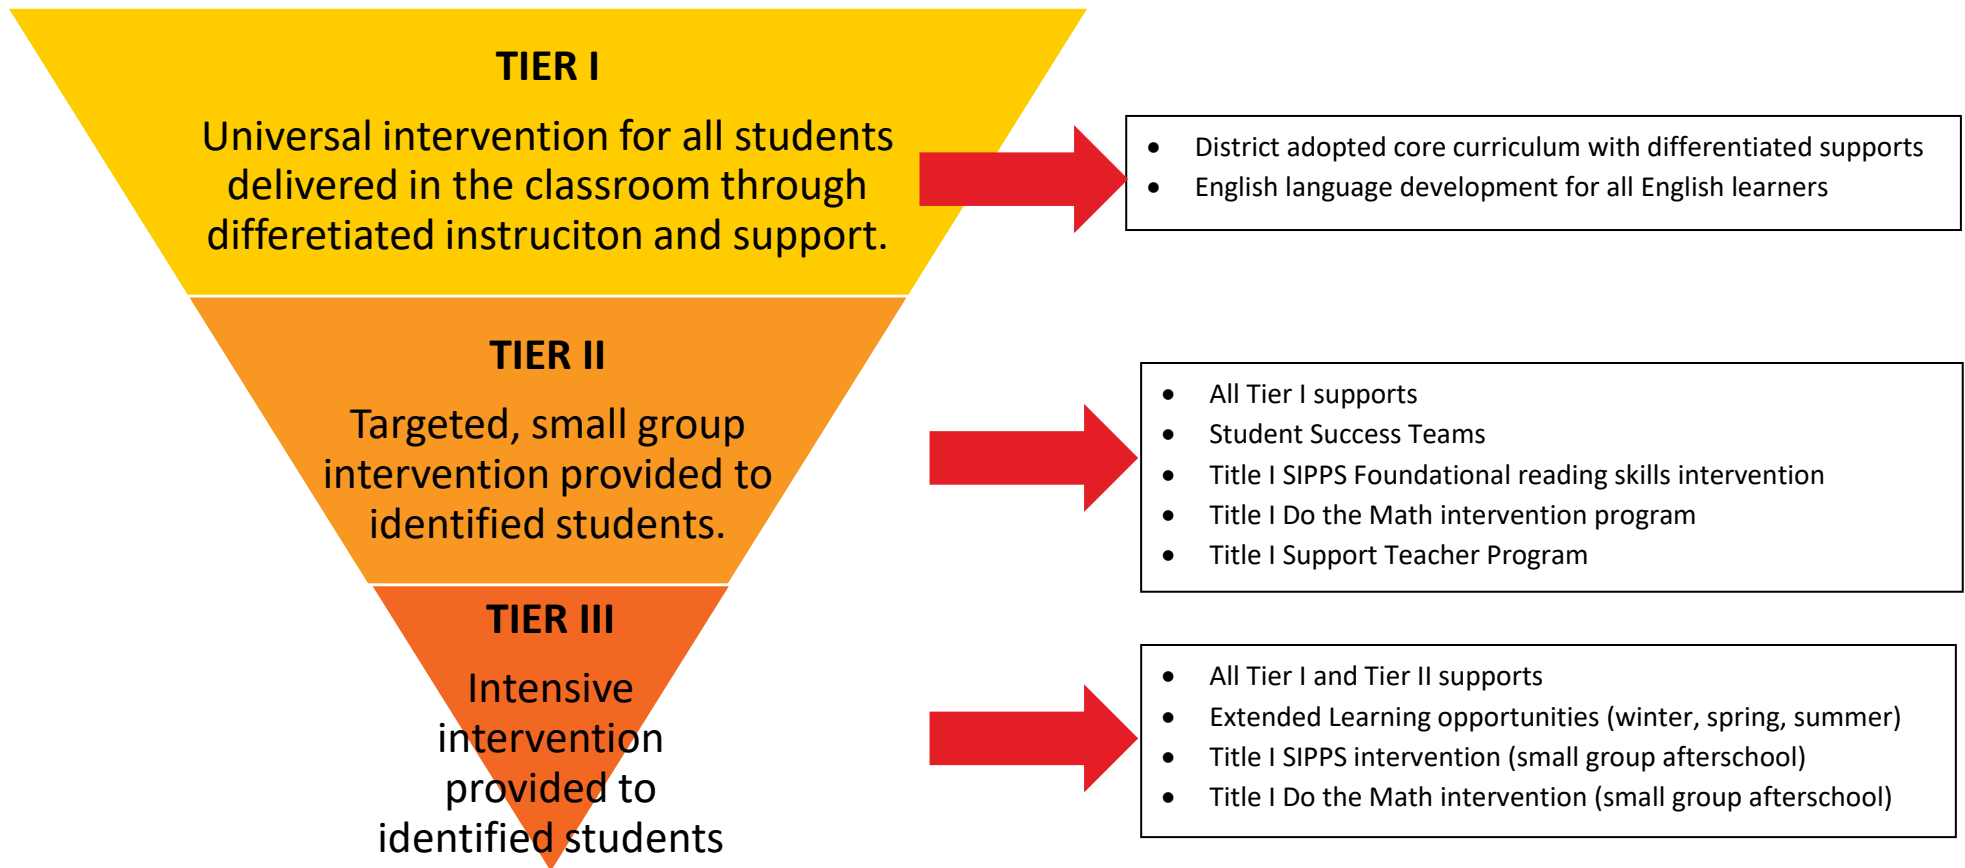 TIER I
Universal intervention for all students
delivered in the classroom through
differetiated instruciton and support.
• District adopted core curriculum with differentiated supports
• English language development for all English learners
TIER II
Targeted, small group
intervention provided to
identified students.
• All Tier I supports
• Student Success Teams
• Title I SIPPS Foundational reading skills intervention
• Title I Do the Math intervention program
• Title I Support Teacher Program
TIER III
Intensive
intervention
provided to
identified students
• All Tier I and Tier II supports
• Extended Learning opportunities (winter, spring, summer)
• Title I SIPPS intervention (small group afterschool)
• Title I Do the Math intervention (small group afterschool)